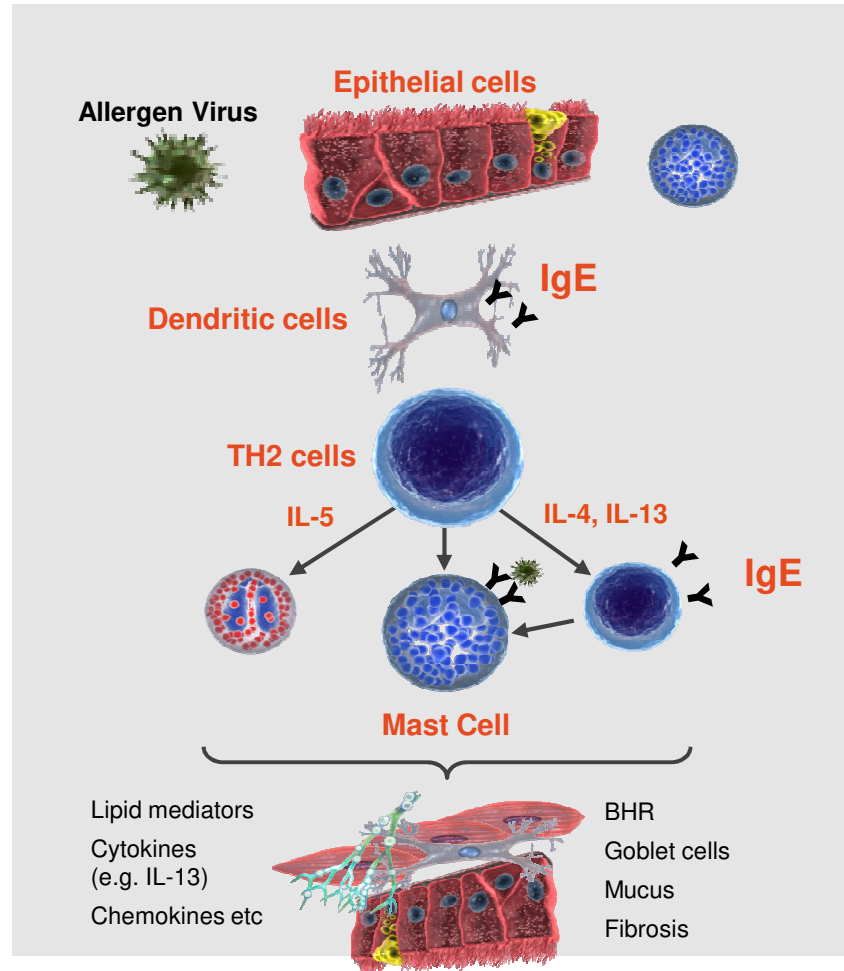 Epithelial cells
Allergen Virus
IgE
Dendritic cells
TH2 cells
IL-5
IL-4, IL-13
IgE
Mast Cell
Lipid mediators
Cytokines
(e.g. IL-13)
Chemokines etc
BHR
Goblet cells
Mucus
Fibrosis